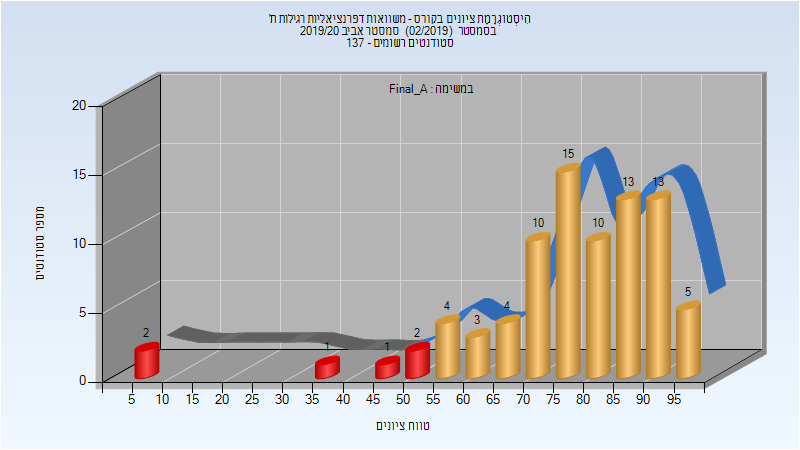 הִיסְטוֹגְרָמַת ציונים בקורס - משוואות דפרנציאליות רגילות ת'
בסמסטר (02/2019) סמסטר אביב 2019/20
סטודנטים רשומים - 137
במשימה : Final_A
מספר סטודנטים
20
15
10
5
0
2
1
1
2
4
3
4
10
15
10
13
13
5
5 10 15 20 25 30 35 40 45 50 55 60 65 70 75 80 85 90 95
טווח ציונים